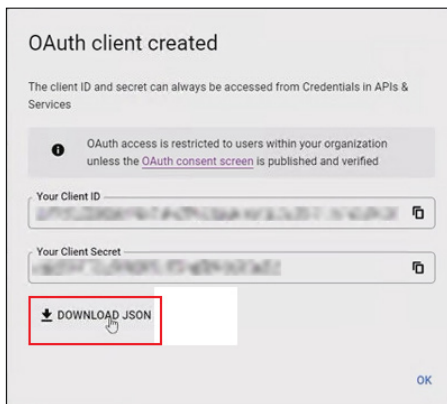 OAuth client created
The client ID and secret can always be accessed from Credentials in APIs &
Services
OAuth access is restricted to users within your organization
unless the OAuth consent screen is published and verified
Your Client ID
Your Client Secret
DOWNLOAD JSON
OK